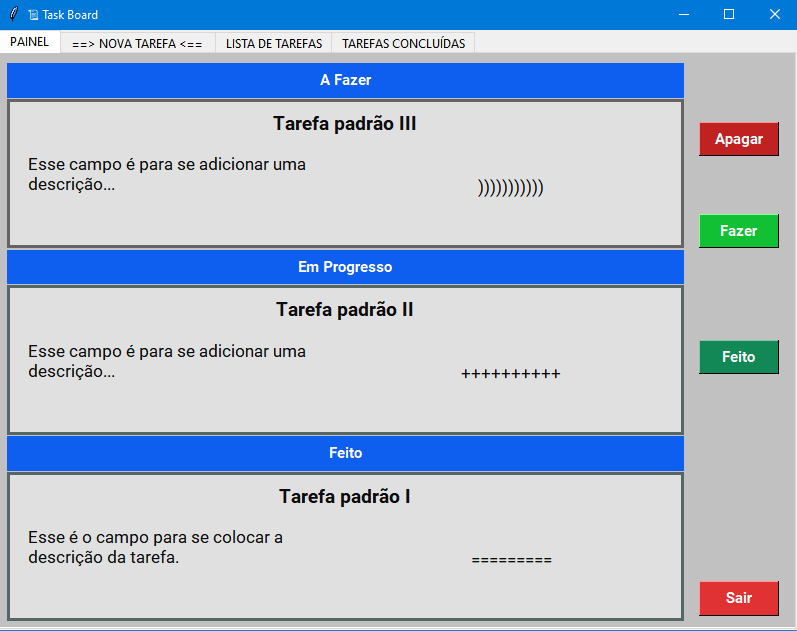 Task Board
PAINEL
==> NOVA TAREFA <==
LISTA DE TAREFAS
TAREFAS CONCLUÍDAS
A Fazer
Tarefa padrão III
Esse campo é para se adicionar uma
descrição...
)))))))))))
Apagar
Fazer
Em Progresso
Tarefa padrão II
Esse campo é para se adicionar uma
descrição...
++++++++++
Feito
Feito
Tarefa padrão I
Esse é o campo para se colocar a
descrição da tarefa.
=========
Sair